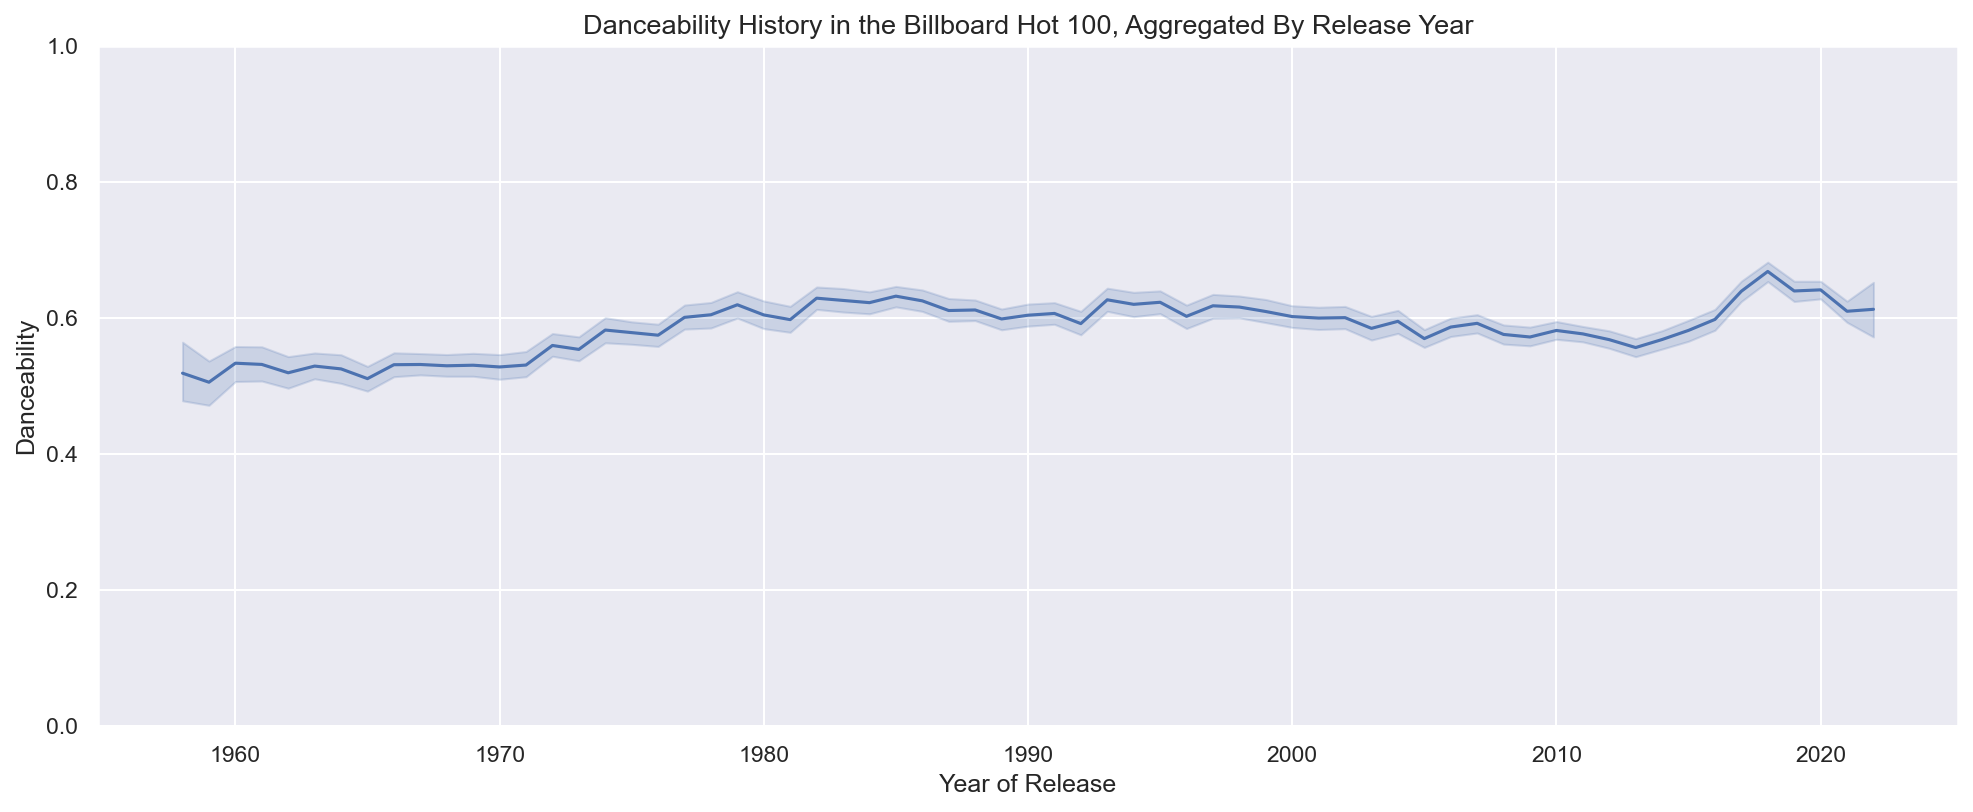 Danceability History in the Billboard Hot 100, Aggregated By Release Year
1.0
0.8
0.6
0.4
0.2
0.0
Danceability
1960 1970 1980 1990 2000 2010 2020
Year of Release